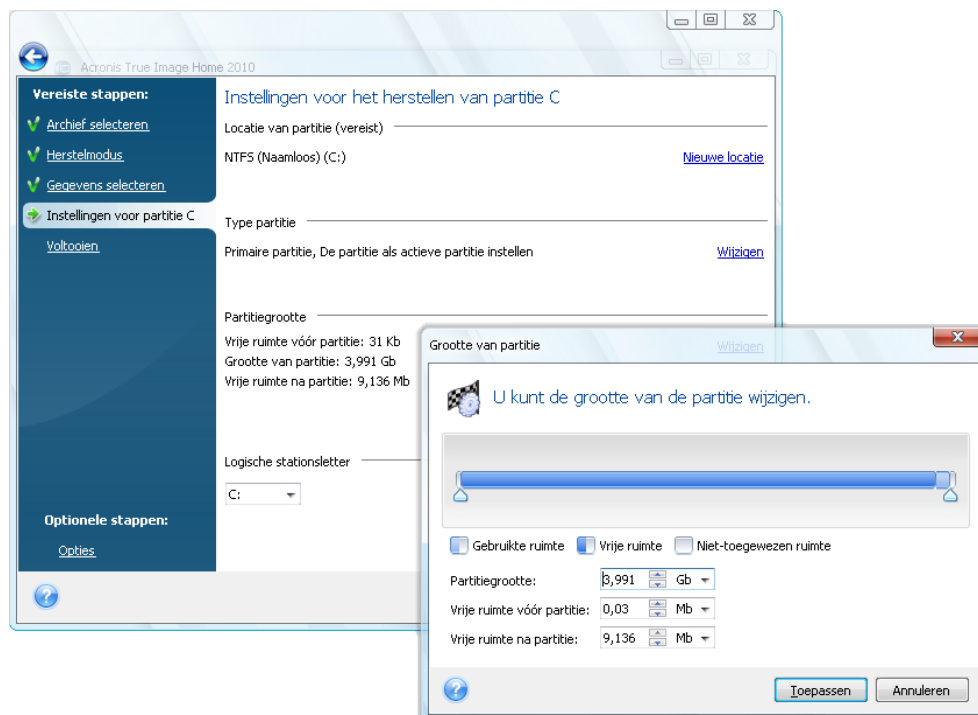 Acronis True Image Home 2010
Vereiste stappen:
Archief selecteren
Herstelmodus
Gegevens selecteren
Instellingen voor partitie C
Voltooien
Optionele stappen:
Opties
Instellingen voor het herstellen van partitie C
Locatie van partitie (vereist)
NTFS (Naamloos) (C:)
Nieuwe locatie
Type partitie
Primaire partitie, De partitie als actieve partitie instellen
Wijzigen
Partitiegrootte
Vrije ruimte vóór partitie: 31 Kb
Grootte van partitie: 3,991 Gb
Vrije ruimte na partitie: 9,136 Mb
Wijzigen
Logische stationsletter
C:
Grootte van partitie
U kunt de grootte van de partitie wijzigen.
Gebruikte ruimte Vrije ruimte Niet-toegewezen ruimte
Partitiegrootte: 3,991 Gb
Vrije ruimte vóór partitie: 0,03 Mb
Vrije ruimte na partitie: 9,136 Mb
Toepassen Annuleren